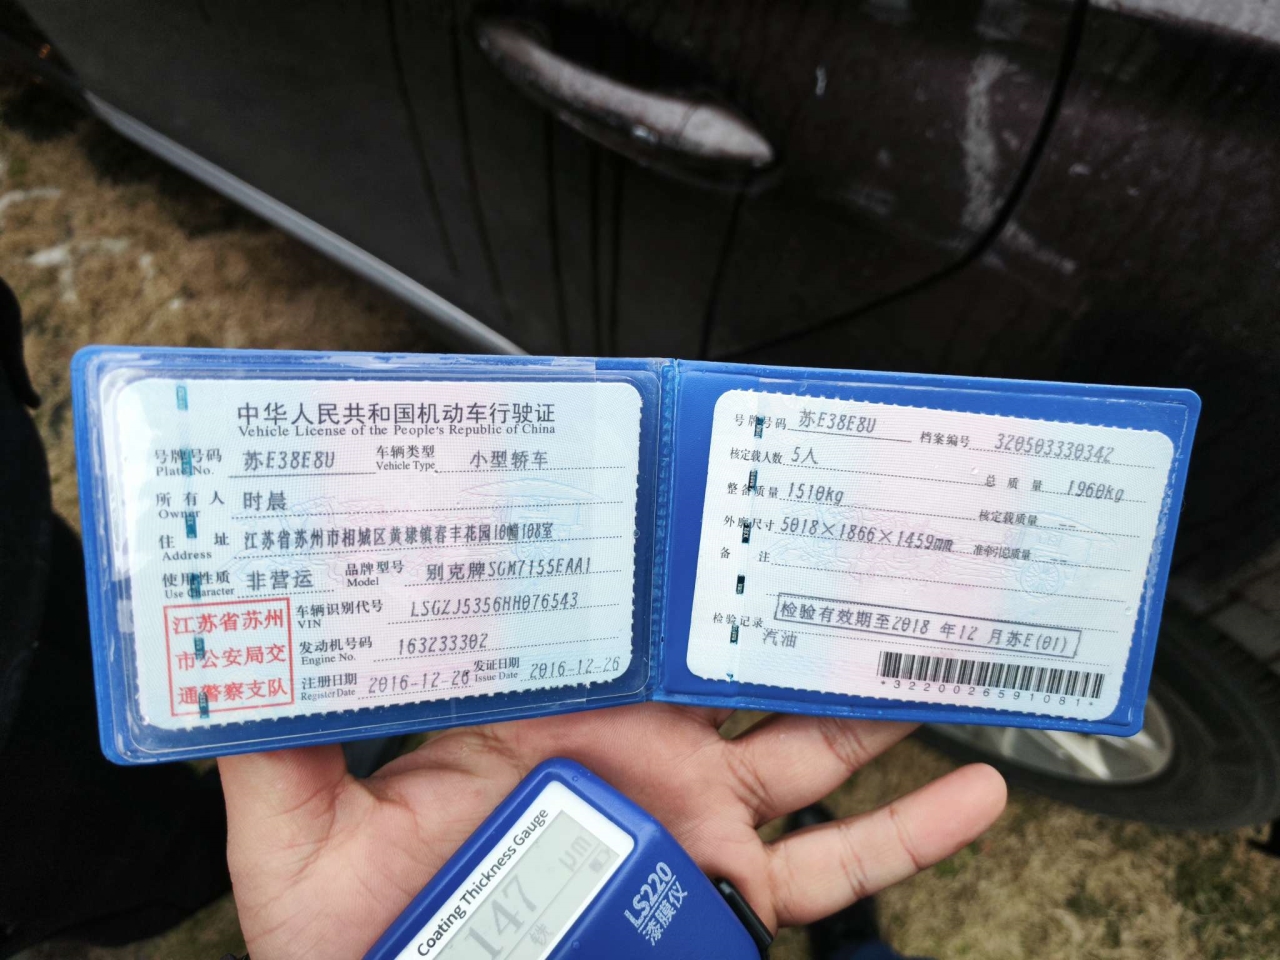 中华人民共和国机动车行驶证
Vehicle License of the People's Republic of China
号牌号码 苏E38E8U 车辆类型 小型轿车
Plate No. Vehicle Type
所有人 时晨
Owner
住址 江苏省苏州市相城区黄埭镇春丰花园10幢108室
Address
使用性质 非营运 品牌型号 别克牌SGM7155EAA1
Use Character Model
江苏省苏州
市公安局交
通警察支队
车辆识别代号 LSGZJ5356HH076543
VIN
发动机号码 163233302
Engine No.
注册日期 2016-12-26 发证日期 2016-12-26
Register Date Issue Date
号牌号码 苏E38E8U 档案编号 320503330342
核定载人数 5人 总质量 1960kg
整备质量 1510kg 核定载质量 --
外廓尺寸 5018×1866×1459mm 准牵引总质量 --
备注
检验记录 检验有效期至2018年12月苏E(01)
汽油
*3220026591081*
Coating Thickness Gauge
147 μm
铁
LS220
漆膜仪